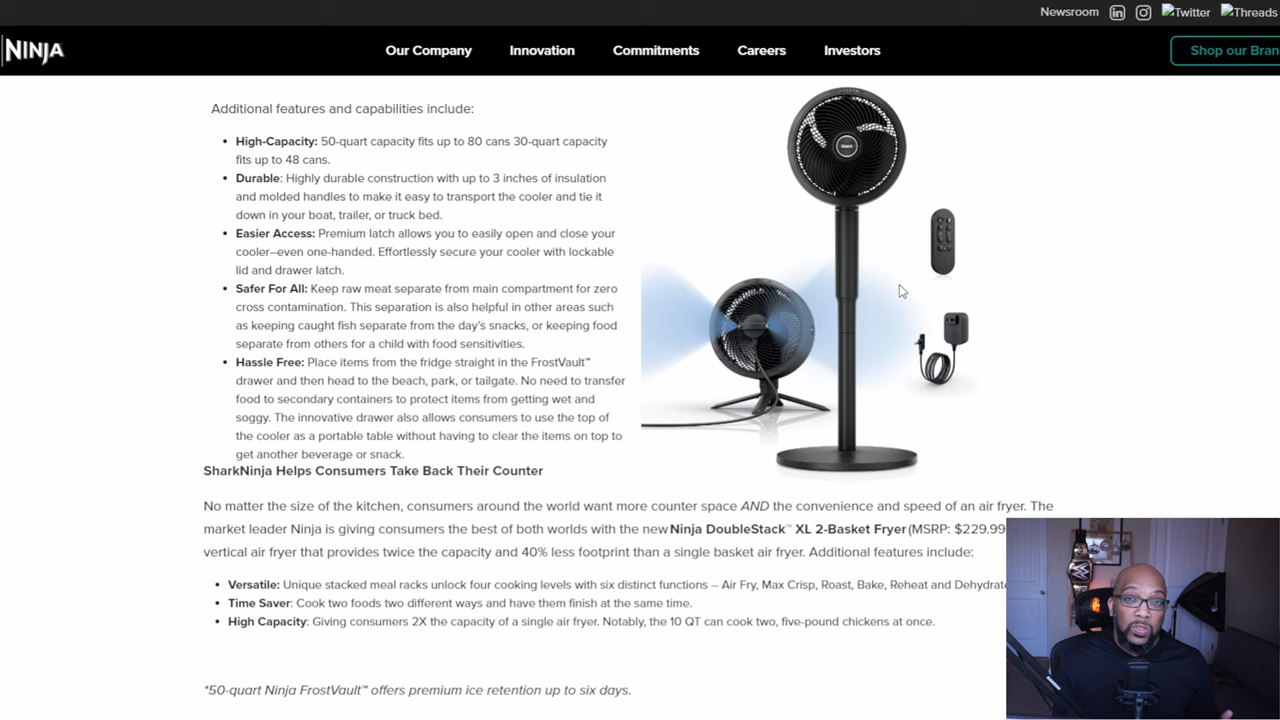 Newsroom
Twitter
Threads
NINJA
Our Company
Innovation
Commitments
Careers
Investors
Shop our Bran
Additional features and capabilities include:
• High-Capacity: 50-quart capacity fits up to 80 cans 30-quart capacity
fits up to 48 cans.
• Durable: Highly durable construction with up to 3 inches of insulation
and molded handles to make it easy to transport the cooler and tie it
down in your boat, trailer, or truck bed.
• Easier Access: Premium latch allows you to easily open and close your
cooler—even one-handed. Effortlessly secure your cooler with lockable
lid and drawer latch.
• Safer For All: Keep raw meat separate from main compartment for zero
cross contamination. This separation is also helpful in other areas such
as keeping caught fish separate from the day's snacks, or keeping food
separate from others for a child with food sensitivities.
• Hassle Free: Place items from the fridge straight in the FrostVault™
drawer and then head to the beach, park, or tailgate. No need to transfer
food to secondary containers to protect items from getting wet and
soggy. The innovative drawer also allows consumers to use the top of
the cooler as a portable table without having to clear the items on top to
get another beverage or snack.
Shark
SharkNinja Helps Consumers Take Back Their Counter
No matter the size of the kitchen, consumers around the world want more counter space AND the convenience and speed of an air fryer. The
market leader Ninja is giving consumers the best of both worlds with the new Ninja DoubleStack™ XL 2-Basket Fryer (MSRP: $229.99
vertical air fryer that provides twice the capacity and 40% less footprint than a single basket air fryer. Additional features include:
• Versatile: Unique stacked meal racks unlock four cooking levels with six distinct functions – Air Fry, Max Crisp, Roast, Bake, Reheat and Dehydrate
• Time Saver: Cook two foods two different ways and have them finish at the same time.
• High Capacity: Giving consumers 2X the capacity of a single air fryer. Notably, the 10 QT can cook two, five-pound chickens at once.
*50-quart Ninja FrostVault™ offers premium ice retention up to six days.